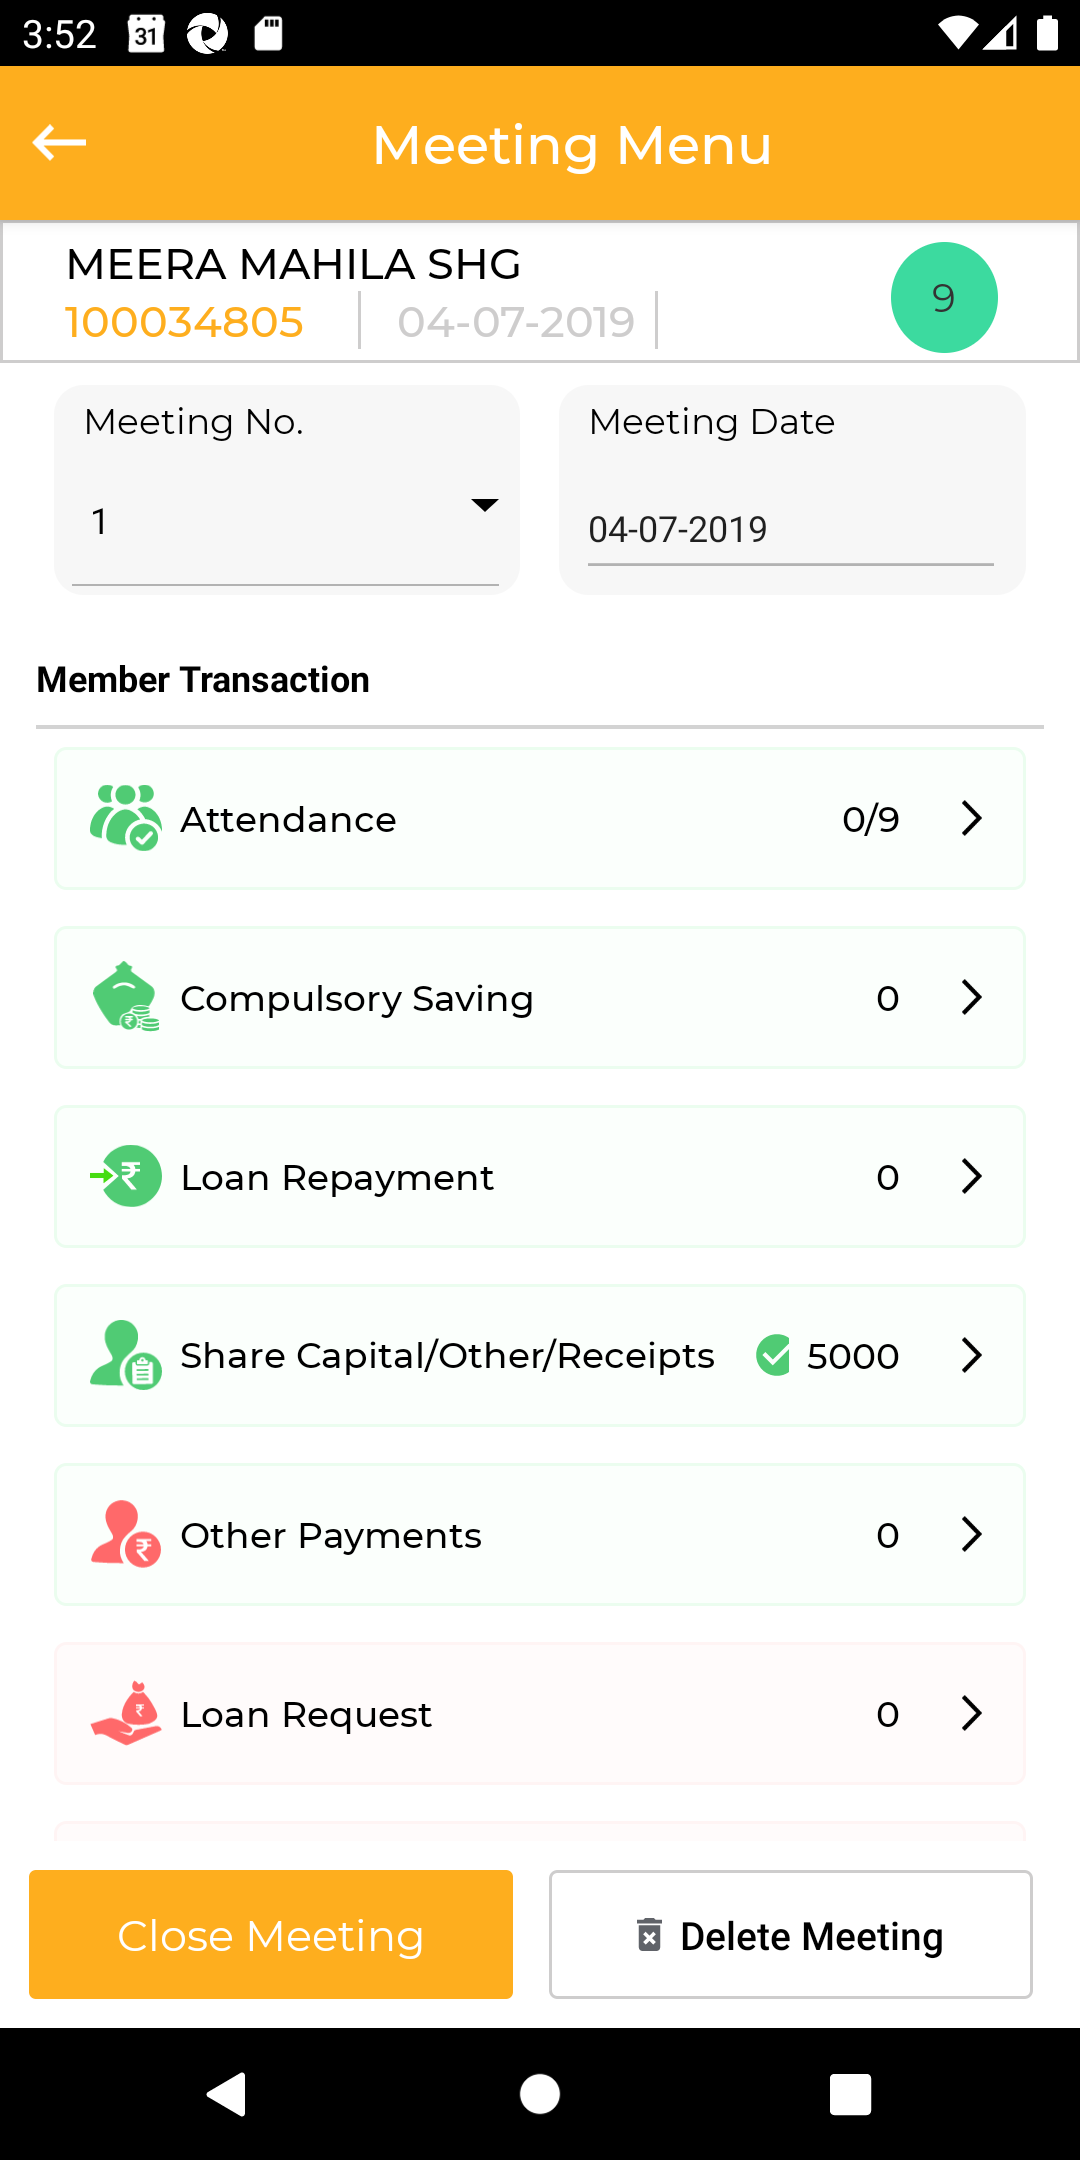 3:52
31
Meeting Menu
MEERA MAHILA SHG
100034805
04-07-2019
9
Meeting No.
1
Meeting Date
04-07-2019
Member Transaction
Attendance 0/9
Compulsory Saving 0
Loan Repayment 0
Share Capital/Other/Receipts 5000
Other Payments 0
Loan Request 0
Close Meeting
Delete Meeting